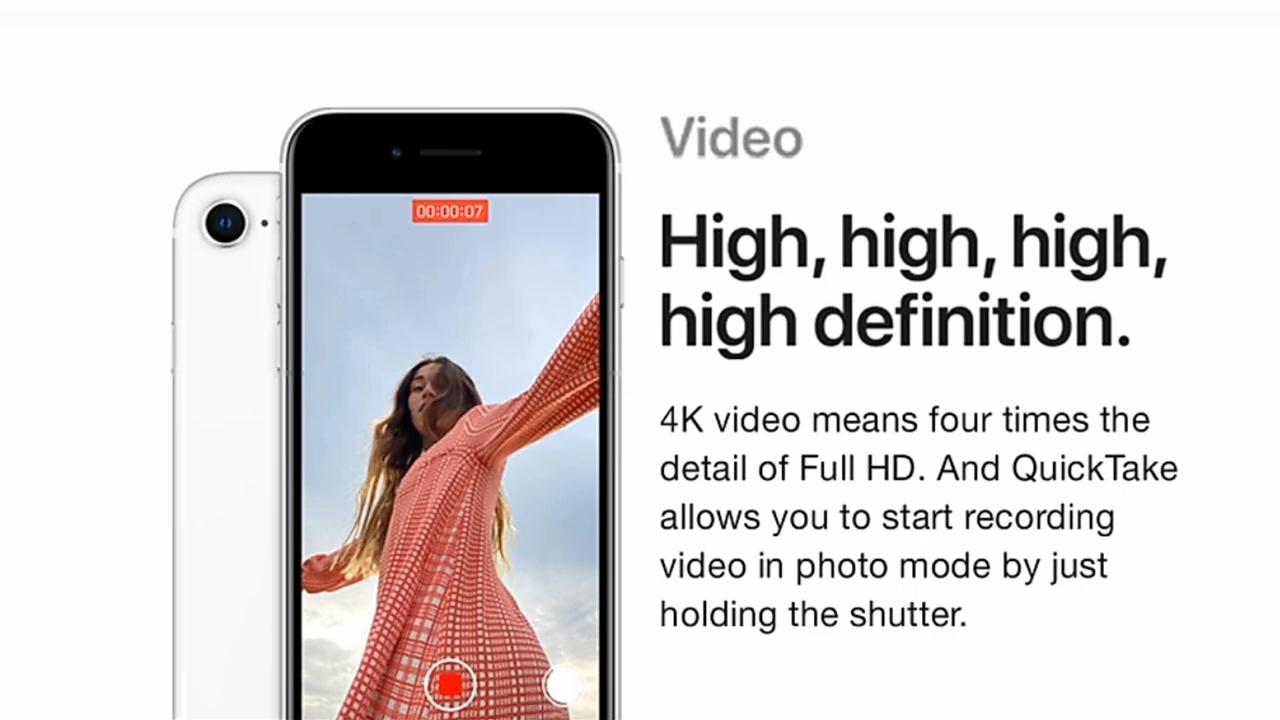 00:00:07
Video
High, high, high,
high definition.
4K video means four times the
detail of Full HD. And QuickTake
allows you to start recording
video in photo mode by just
holding the shutter.